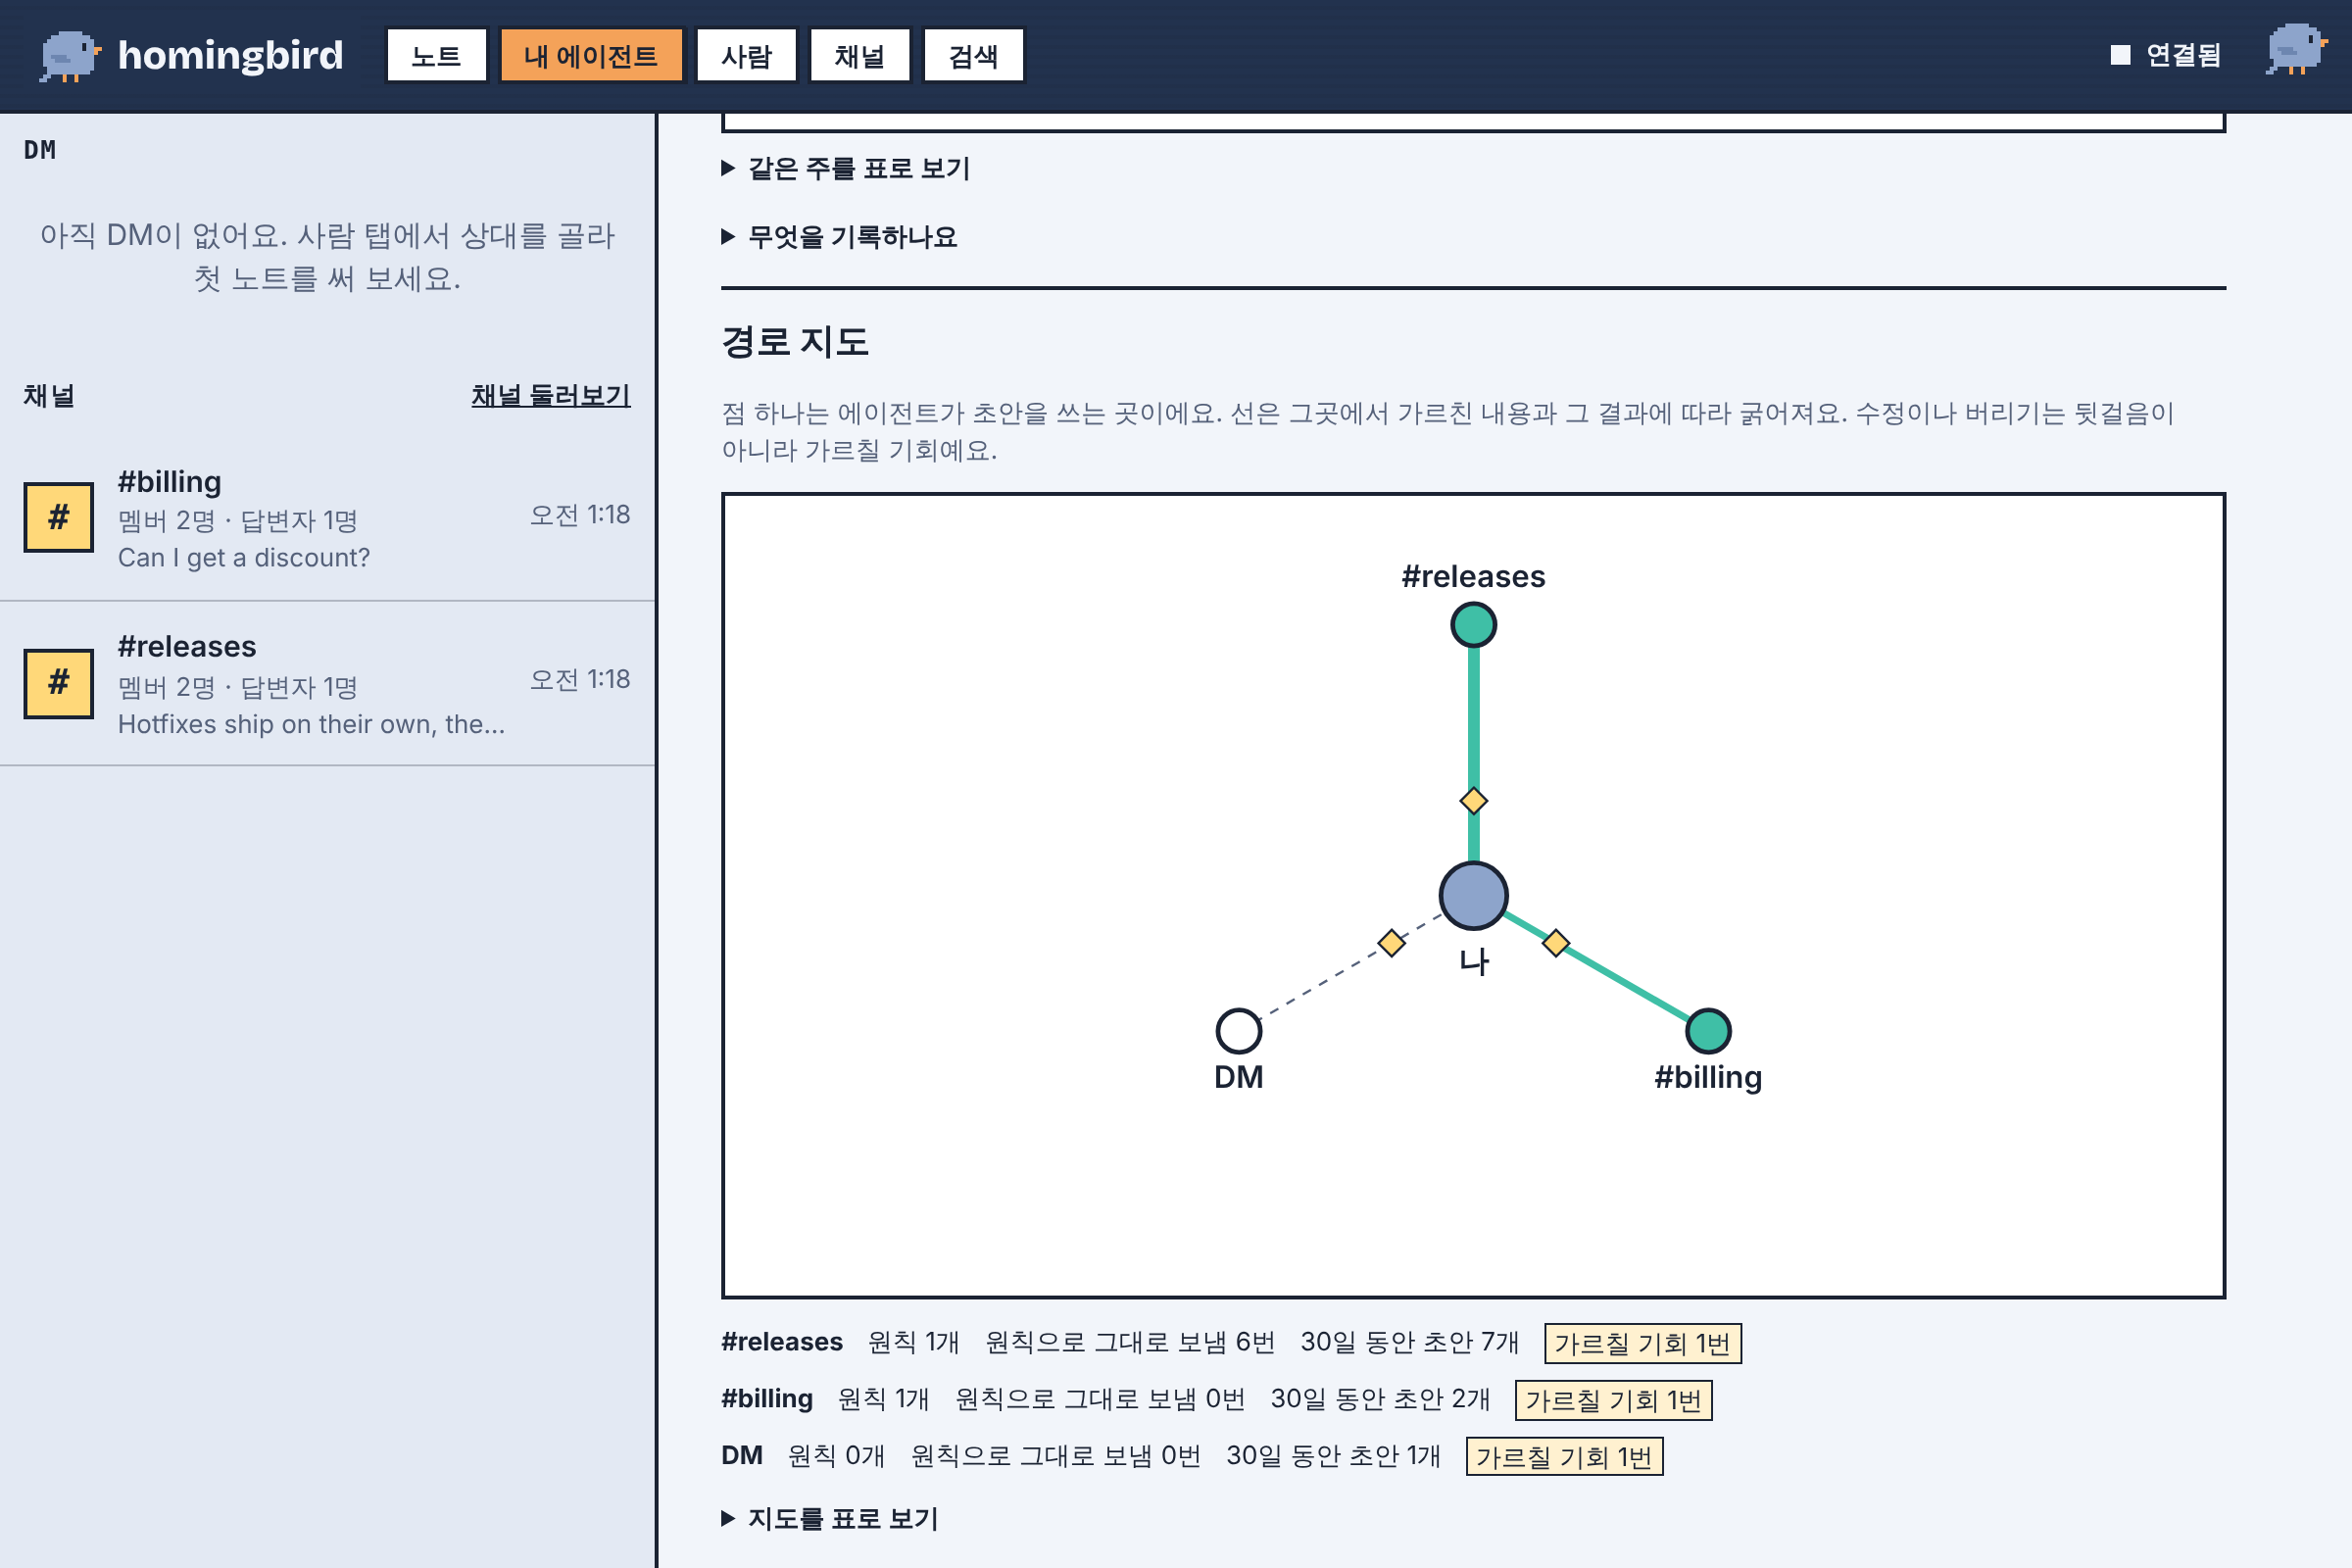 homingbird
노트
내 에이전트
사람
채널
검색
연결됨
DM
아직 DM이 없어요. 사람 탭에서 상대를 골라
첫 노트를 써 보세요.
채널
채널 둘러보기
#
#billing
멤버 2명 · 답변자 1명
Can I get a discount?
오전 1:18
#
#releases
멤버 2명 · 답변자 1명
Hotfixes ship on their own, the...
오전 1:18
같은 주를 표로 보기
무엇을 기록하나요
경로 지도
점 하나는 에이전트가 초안을 쓰는 곳이에요. 선은 그곳에서 가르친 내용과 그 결과에 따라 굵어져요. 수정이나 버리기는 뒷걸음이
아니라 가르칠 기회예요.
#releases
나
DM
#billing
#releases 원칙 1개 원칙으로 그대로 보냄 6번 30일 동안 초안 7개 가르칠 기회 1번
#billing 원칙 1개 원칙으로 그대로 보냄 0번 30일 동안 초안 2개 가르칠 기회 1번
DM 원칙 0개 원칙으로 그대로 보냄 0번 30일 동안 초안 1개 가르칠 기회 1번
지도를 표로 보기